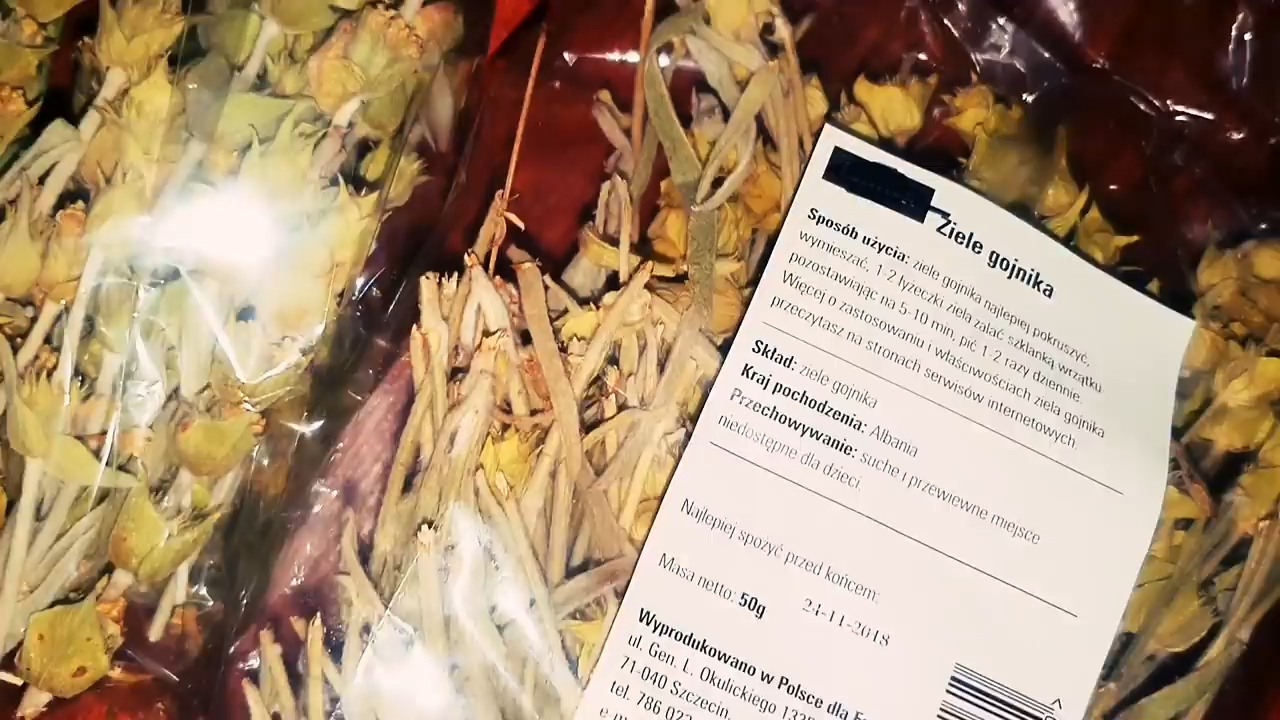 Ziele gojnika
Sposób użycia: ziele gojnika najlepiej pokruszyć,
wymieszać, 1-2 łyżeczki ziela zalać szklanką wrzątku
pozostawiając na 5-10 min, pić 1-2 razy dziennie.
Więcej o zastosowaniu i właściwościach ziela gojnika
przeczytasz na stronach serwisów internetowych.
Skład: ziele gojnika
Kraj pochodzenia: Albania
Przechowywanie: suche i przewiewne miejsce
niedostępne dla dzieci.
Najlepiej spożyć przed końcem:
24-11-2018
Masa netto: 50g
Wyprodukowano w Polsce dla
ul. Gen. L. Okulickiego
71-040 Szczecin,
tel. 786